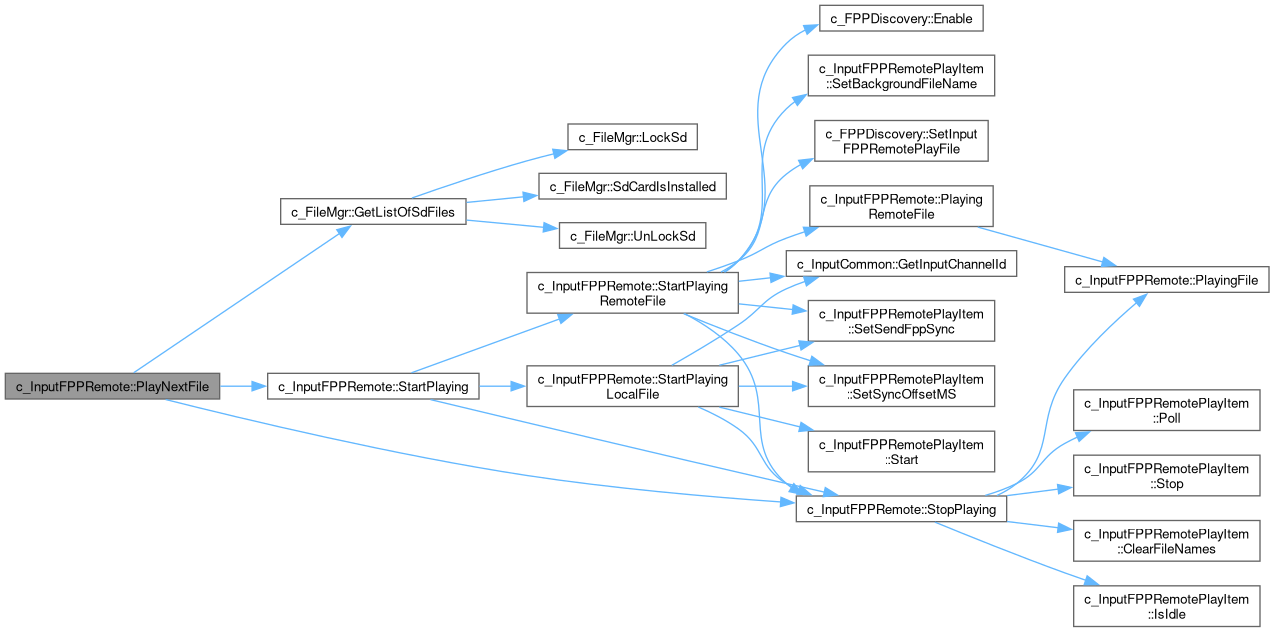 c_FPPDiscovery::Enable
c_InputFPPRemotePlayItem
::SetBackgroundFileName
c_FPPDiscovery::SetInput
FPPRemotePlayFile
c_FileMgr::LockSd
c_FileMgr::SdCardIsInstalled
c_FileMgr::GetListOfSdFiles
c_FileMgr::UnLockSd
c_InputFPPRemote::Playing
RemoteFile
c_InputCommon::GetInputChannelId
c_InputFPPRemote::PlayingFile
c_InputFPPRemote::StartPlaying
RemoteFile
c_InputFPPRemotePlayItem
::SetSendFppSync
c_InputFPPRemote::PlayNextFile
c_InputFPPRemote::StartPlaying
c_InputFPPRemote::StartPlaying
LocalFile
c_InputFPPRemotePlayItem
::SetSyncOffsetMS
c_InputFPPRemotePlayItem
::Poll
c_InputFPPRemotePlayItem
::Start
c_InputFPPRemotePlayItem
::Stop
c_InputFPPRemote::StopPlaying
c_InputFPPRemotePlayItem
::ClearFileNames
c_InputFPPRemotePlayItem
::IsIdle